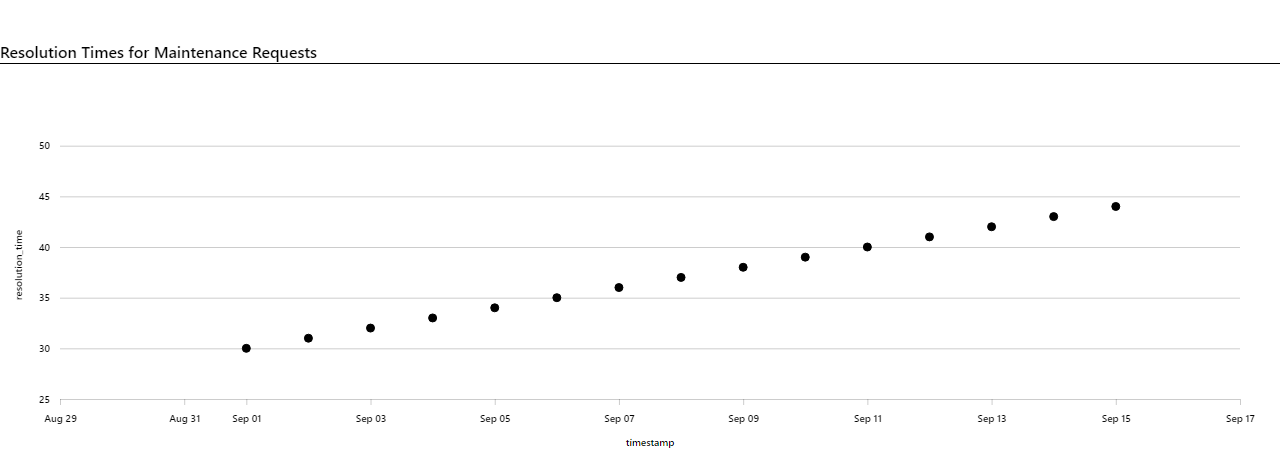 Resolution Times for Maintenance Requests
50
45
40
35
30
25
resolution_time
Aug 29 Aug 31 Sep 01 Sep 03 Sep 05 Sep 07 Sep 09 Sep 11 Sep 13 Sep 15 Sep 17
timestamp